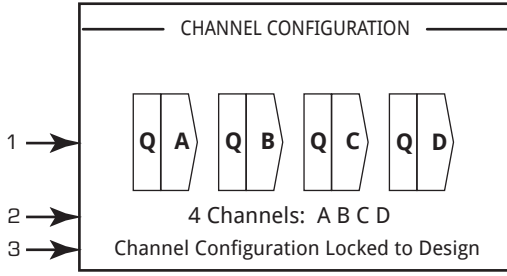 CHANNEL CONFIGURATION
1 Q A Q B Q C Q D
2 4 Channels: A B C D
3 Channel Configuration Locked to Design